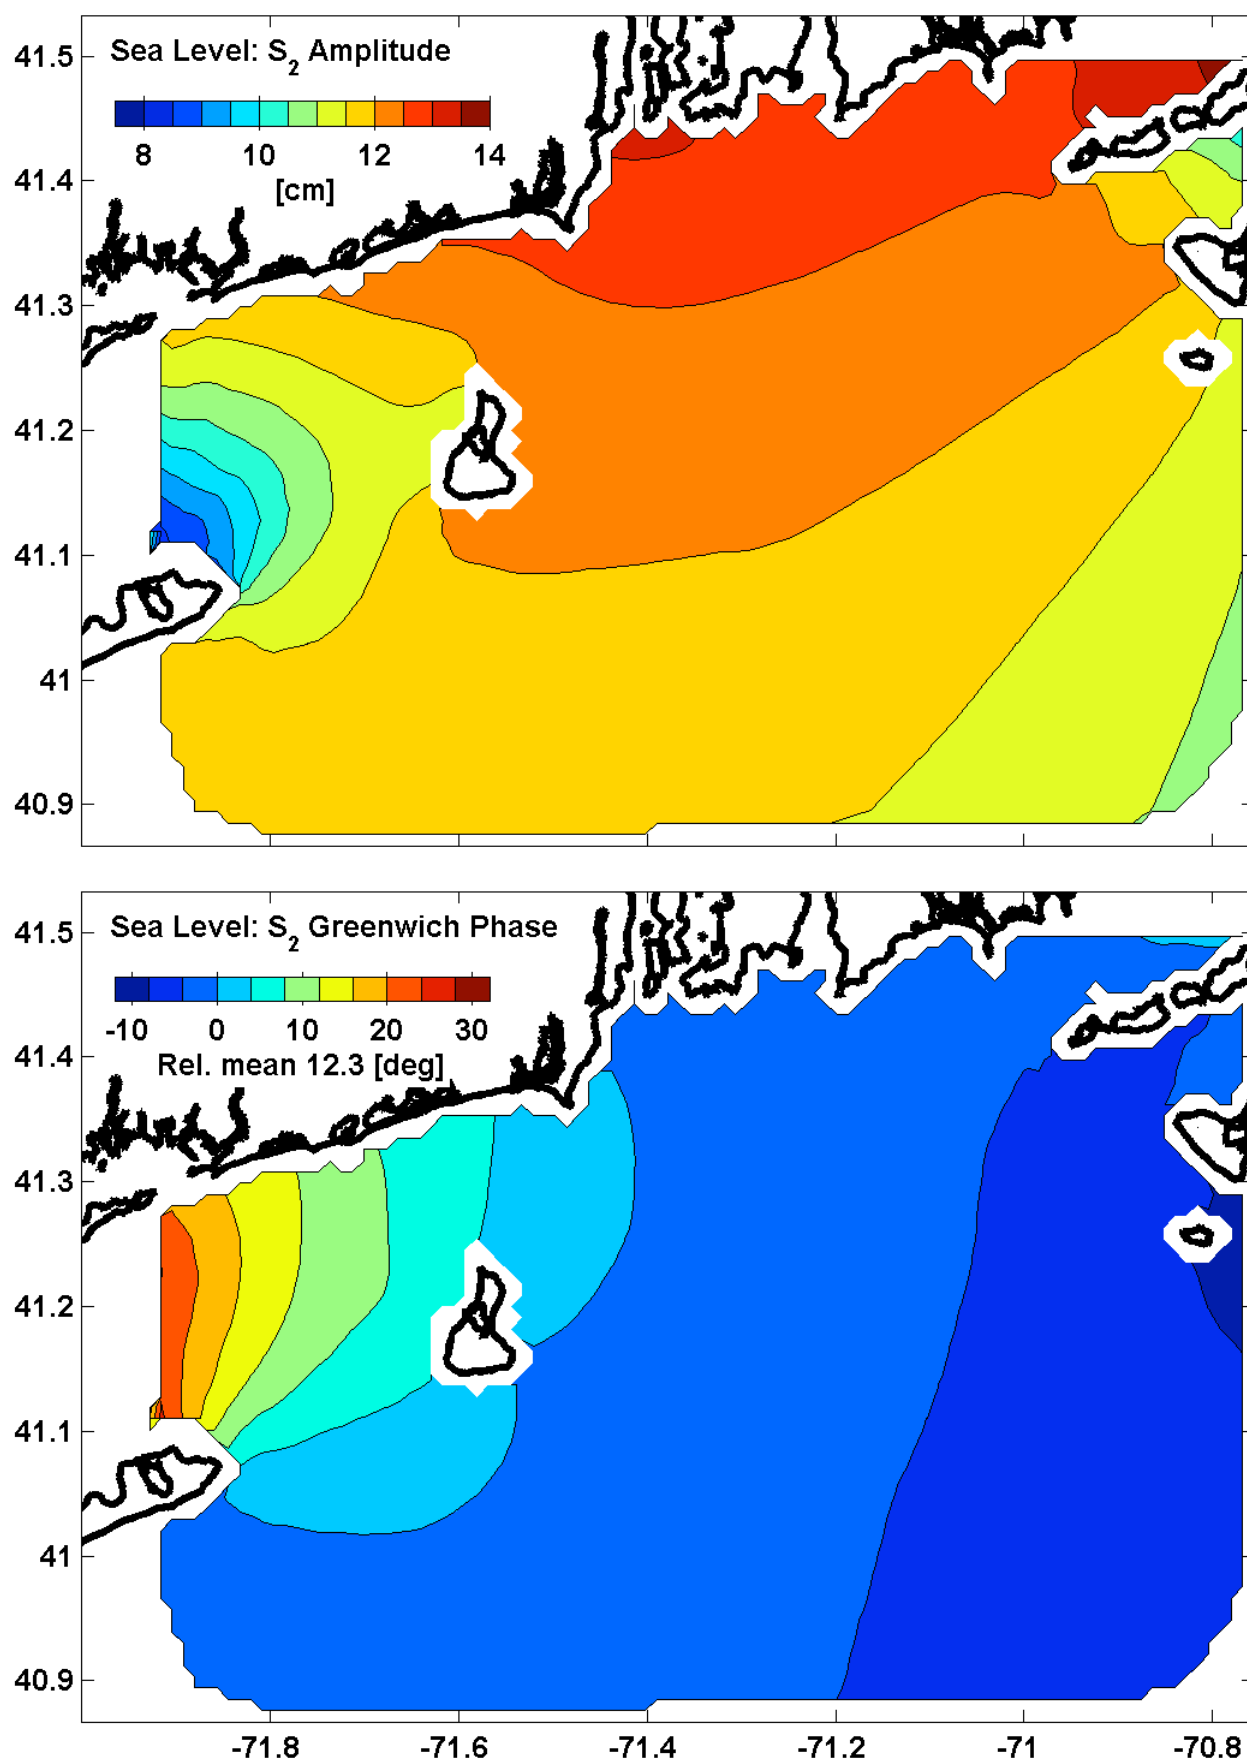 Sea Level: S2 Amplitude
8 10 12 14
[cm]
41.5
41.4
41.3
41.2
41.1
41
40.9
Sea Level: S2 Greenwich Phase
-10 0 10 20 30
Rel. mean 12.3 [deg]
41.5
41.4
41.3
41.2
41.1
41
40.9
-71.8 -71.6 -71.4 -71.2 -71 -70.8